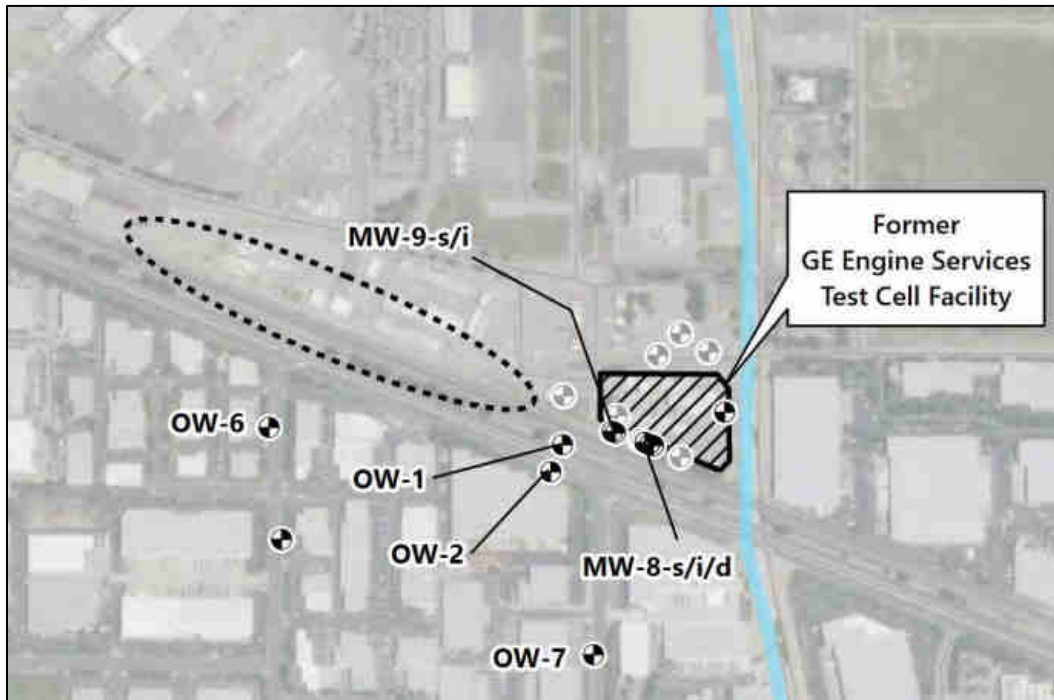 MW-9-s/i
Former
GE Engine Services
Test Cell Facility
OW-6
OW-1
OW-2
MW-8-s/i/d
OW-7